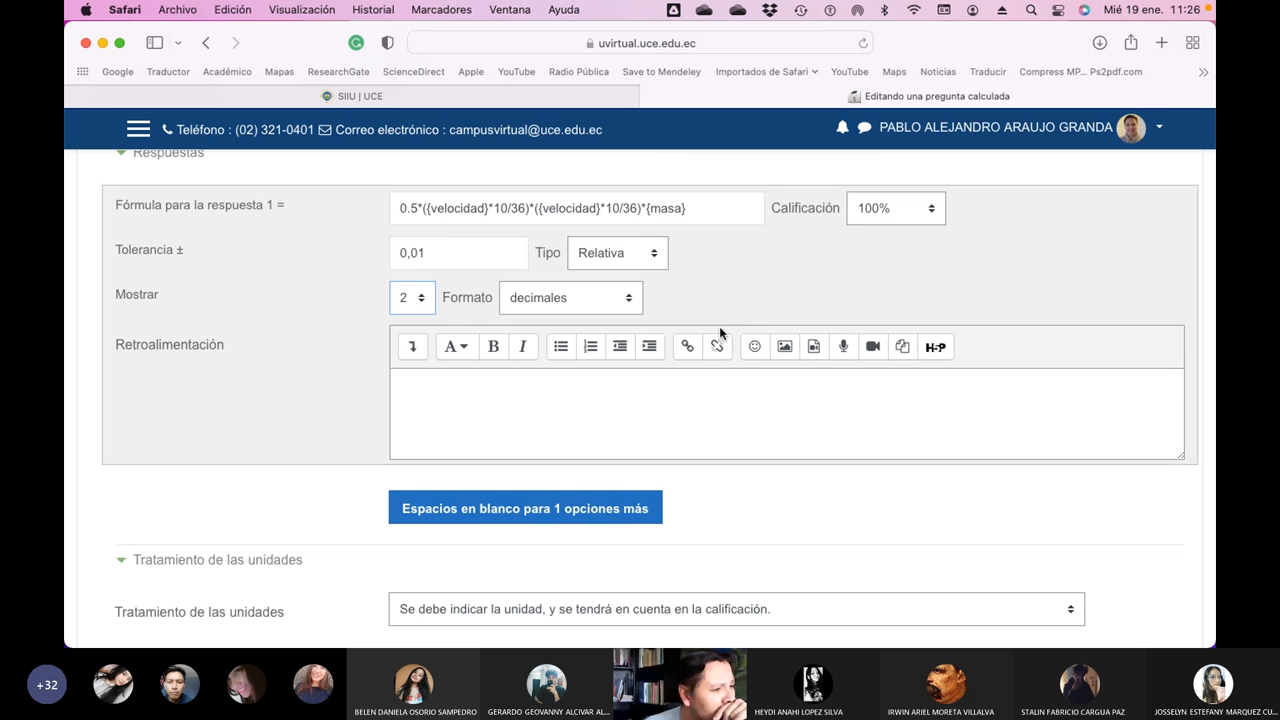 Safari Archivo Edición Visualización Historial Marcadores Ventana Ayuda Mié 19 ene. 11:26
uvirtual.uce.edu.ec
Google Traductor Académico Mapas ResearchGate ScienceDirect Apple YouTube Radio Pública Save to Mendeley Importados de Safari YouTube Maps Noticias Traducir Compress MP... Ps2pdf.com
SIIU | UCE Editando una pregunta calculada
Teléfono : (02) 321-0401 Correo electrónico : campusvirtual@uce.edu.ec PABLO ALEJANDRO ARAUJO GRANDA
Respuestas
Fórmula para la respuesta 1 = 0.5*({velocidad}*10/36)*({velocidad}*10/36)*{masa} Calificación 100%
Tolerancia ± 0,01 Tipo Relativa
Mostrar 2 Formato decimales
Retroalimentación A B I H-P
Espacios en blanco para 1 opciones más
Tratamiento de las unidades
Tratamiento de las unidades Se debe indicar la unidad, y se tendrá en cuenta en la calificación.
+32 BELEN DANIELA OSORIO SAMPEDRO GERARDO GEOVANNY ALCIVAR AL... HEYDI ANAHI LOPEZ SILVA IRWIN ARIEL MORETA VILLALVA STALIN FABRICIO CARGUA PAZ JOSSELYN ESTEFANY MARQUEZ CU...